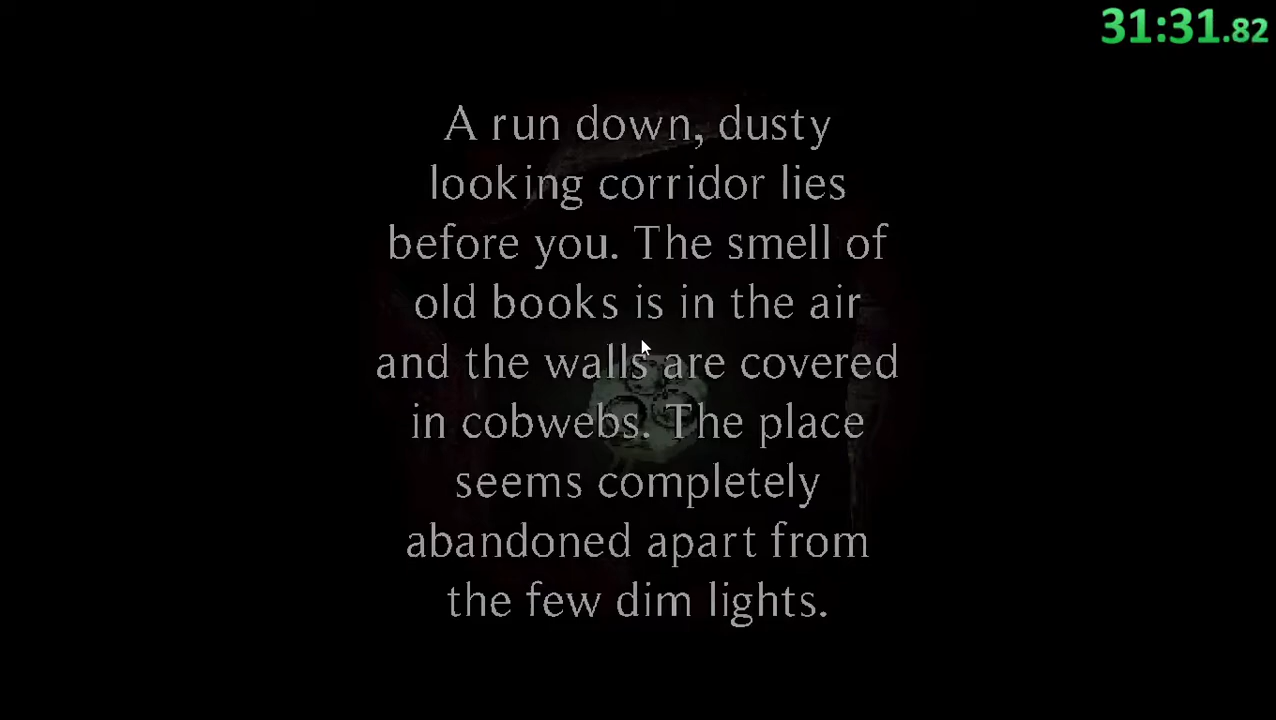 31:31.82
A run down, dusty
looking corridor lies
before you. The smell of
old books is in the air
and the walls are covered
in cobwebs. The place
seems completely
abandoned apart from
the few dim lights.